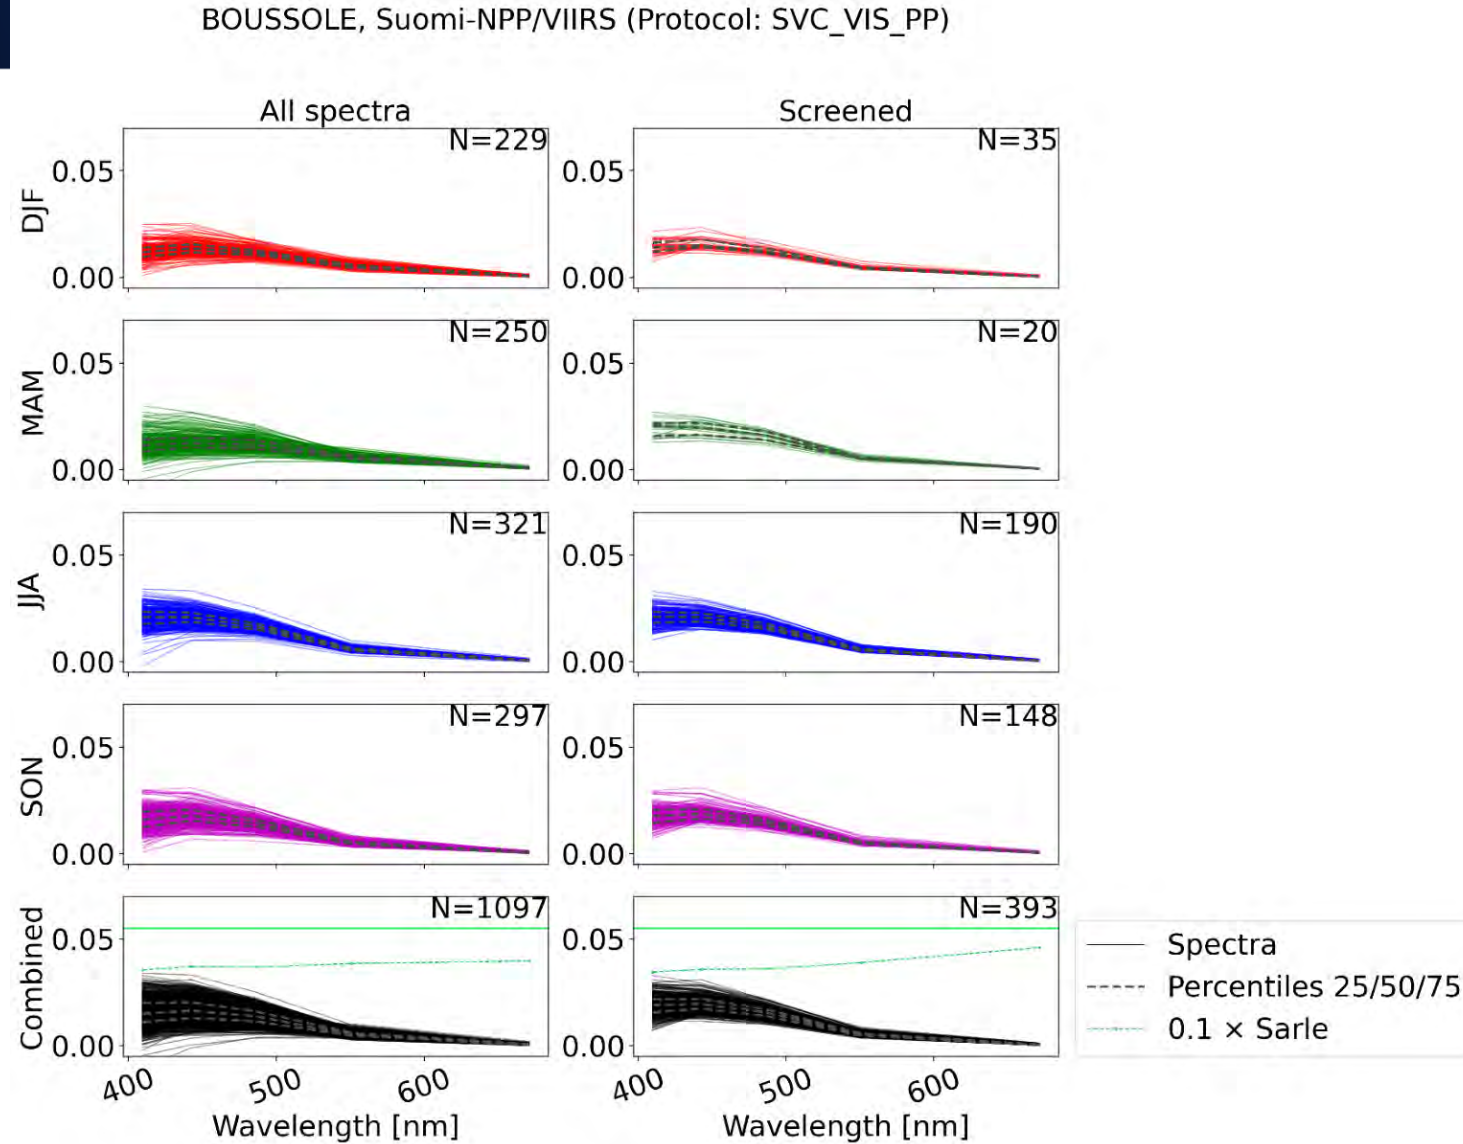 BOUSSOLE, Suomi-NPP/VIIRS (Protocol: SVC_VIS_PP)
All spectra
Screened
DJF
0.05
0.00
N=229
0.05
0.00
N=35
MAM
0.05
0.00
N=250
0.05
0.00
N=20
JJA
0.05
0.00
N=321
0.05
0.00
N=190
SON
0.05
0.00
N=297
0.05
0.00
N=148
Combined
0.05
0.00
N=1097
0.05
0.00
N=393
400 500 600
400 500 600
Wavelength [nm]
Wavelength [nm]
Spectra
Percentiles 25/50/75
0.1 × Sarle